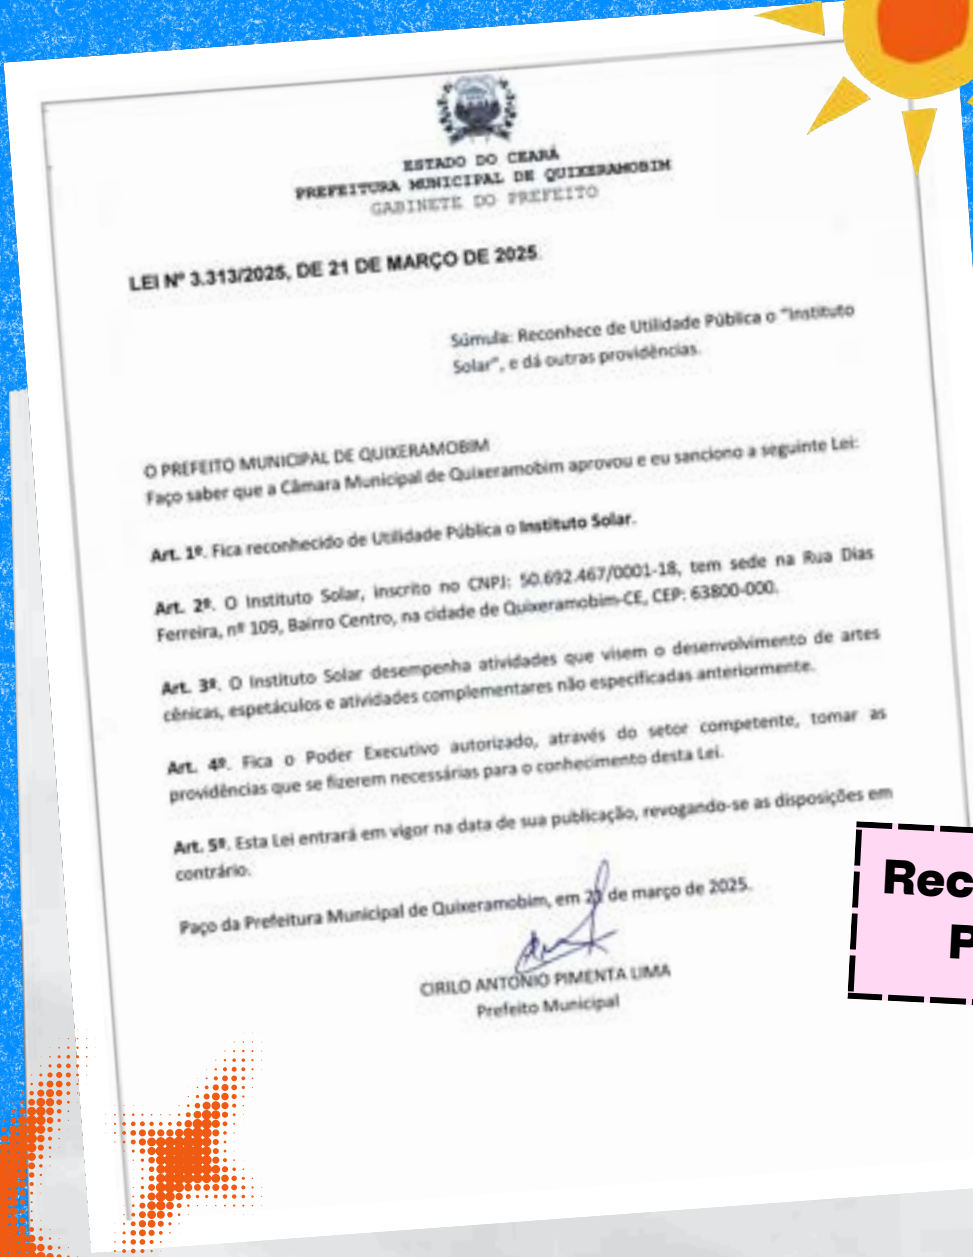 ESTADO DO CEARÁ
PREFEITURA MUNICIPAL DE QUIXERAMOBIM
GABINETE DO PREFEITO
LEI Nº 3.313/2025, DE 21 DE MARÇO DE 2025.
Súmula: Reconhece de Utilidade Pública o "Instituto
Solar", e dá outras providências.
O PREFEITO MUNICIPAL DE QUIXERAMOBIM
Faço saber que a Câmara Municipal de Quixeramobim aprovou e eu sanciono a seguinte Lei:
Art. 1º. Fica reconhecido de Utilidade Pública o Instituto Solar.
Art. 2º. O Instituto Solar, inscrito no CNPJ: 50.692.467/0001-18, tem sede na Rua Dias
Ferreira, nº 109, Bairro Centro, na cidade de Quixeramobim-CE, CEP: 63800-000.
Art. 3º. O Instituto Solar desempenha atividades que visem o desenvolvimento de artes
cênicas, espetáculos e atividades complementares não especificadas anteriormente.
Art. 4º. Fica o Poder Executivo autorizado, através do setor competente, tomar as
providências que se fizerem necessárias para o conhecimento desta Lei.
Art. 5º. Esta Lei entrará em vigor na data de sua publicação, revogando-se as disposições em
contrário.
Paço da Prefeitura Municipal de Quixeramobim, em 21 de março de 2025.
CIRILO ANTÔNIO PIMENTA LIMA
Prefeito Municipal
Rec
P